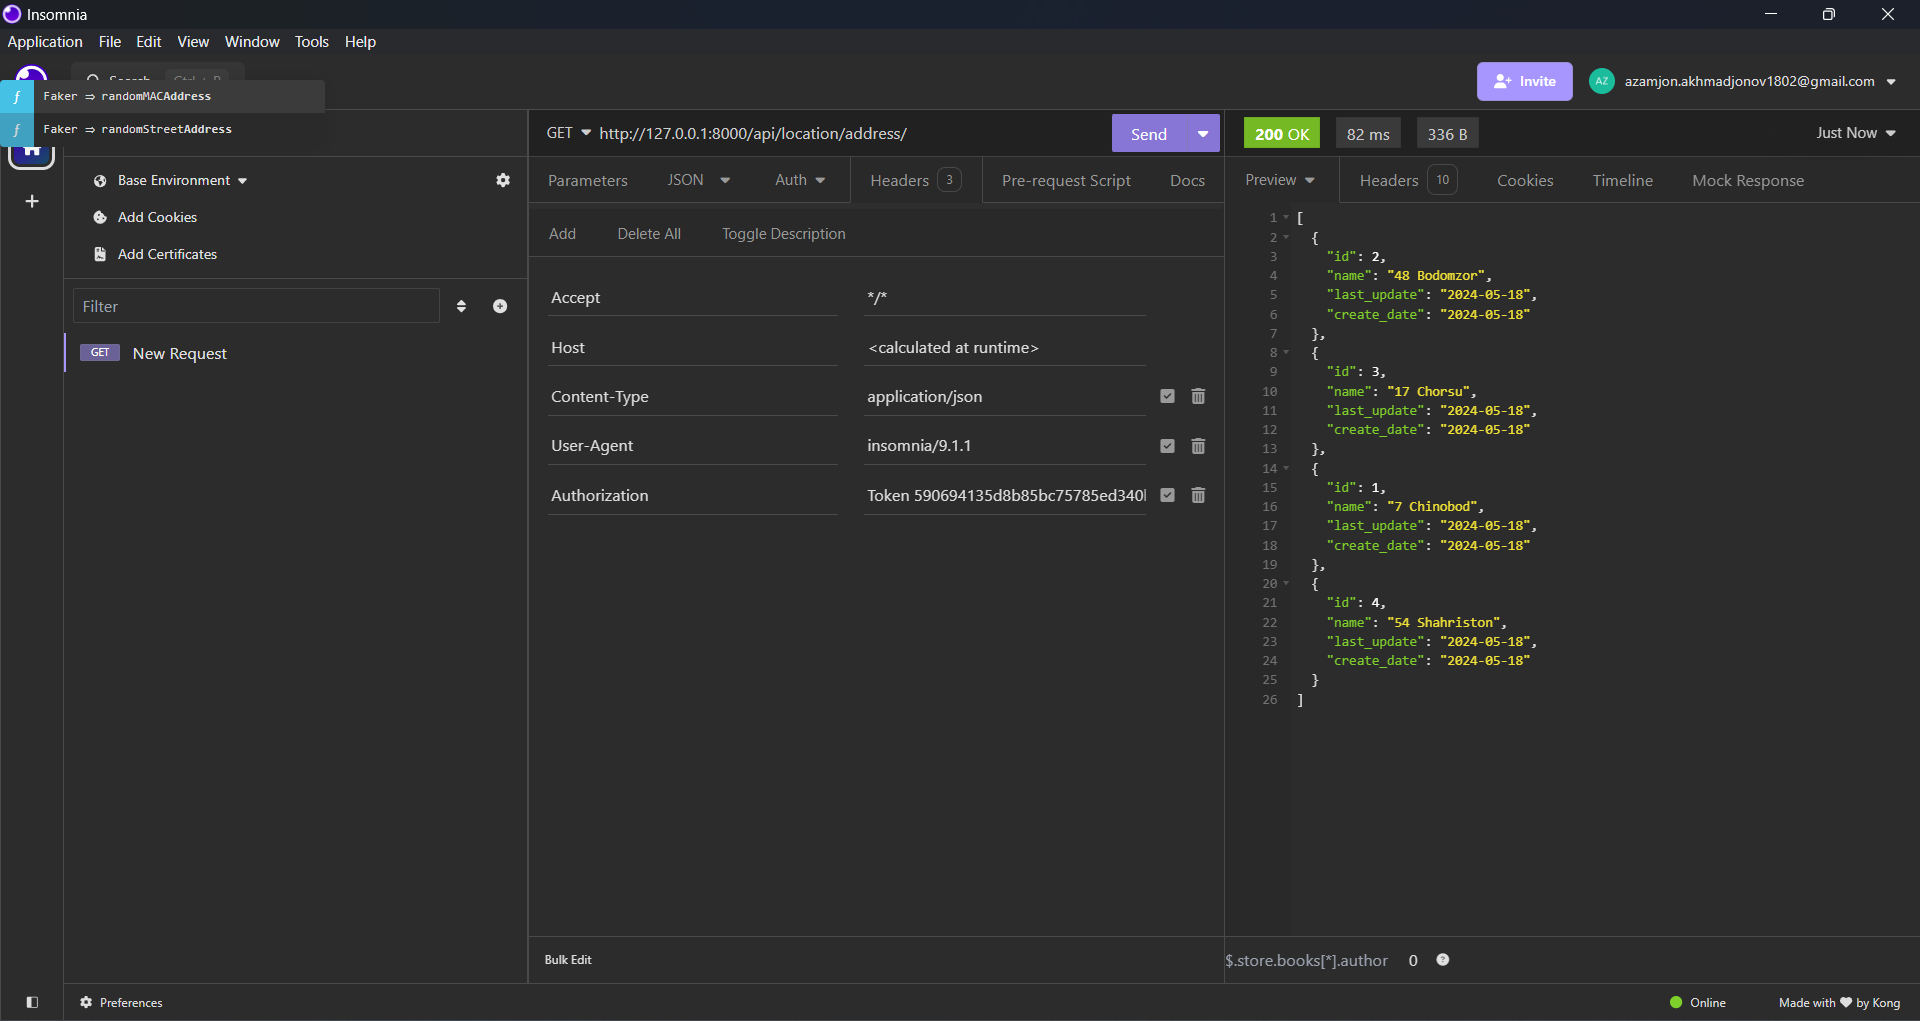 Insomnia
Application File Edit View Window Tools Help
Faker ⇒ randomMACAddress
Faker ⇒ randomStreetAddress
Invite
AZ azamjon.akhmadjonov1802@gmail.com
GET http://127.0.0.1:8000/api/location/address/ Send
200 OK 82 ms 336 B Just Now
Base Environment
Add Cookies
Add Certificates
Filter
GET New Request
Parameters JSON Auth Headers 3 Pre-request Script Docs
Add Delete All Toggle Description
Accept */*
Host <calculated at runtime>
Content-Type application/json
User-Agent insomnia/9.1.1
Authorization Token 590694135d8b85bc75785ed340
Bulk Edit
Preview Headers 10 Cookies Timeline Mock Response
1 [
2 {
3 "id": 2,
4 "name": "48 Bodomzor",
5 "last_update": "2024-05-18",
6 "create_date": "2024-05-18"
7 },
8 {
9 "id": 3,
10 "name": "17 Chorsu",
11 "last_update": "2024-05-18",
12 "create_date": "2024-05-18"
13 },
14 {
15 "id": 1,
16 "name": "7 Chinobod",
17 "last_update": "2024-05-18",
18 "create_date": "2024-05-18"
19 },
20 {
21 "id": 4,
22 "name": "54 Shahriston",
23 "last_update": "2024-05-18",
24 "create_date": "2024-05-18"
25 }
26 ]
$.store.books[*].author 0
Preferences
Online Made with ❤ by Kong